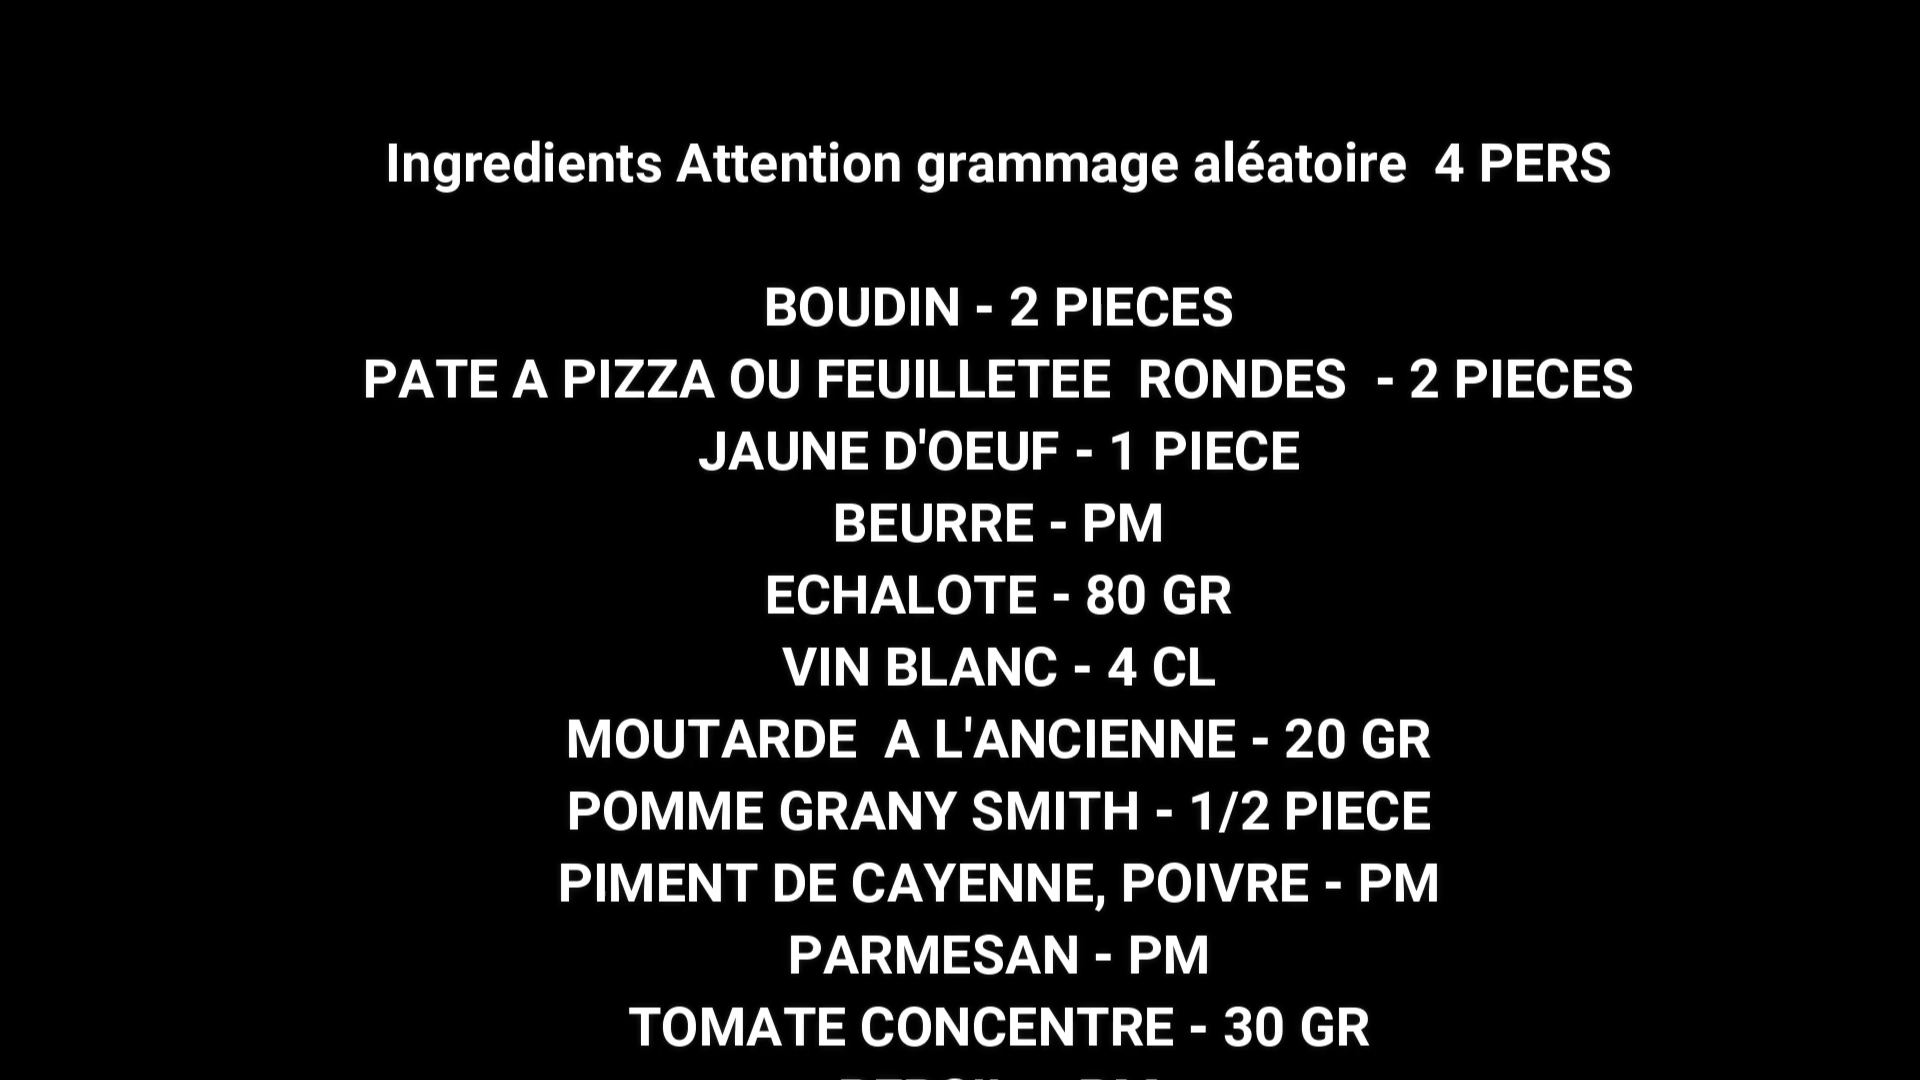 Ingredients Attention grammage aléatoire  4 PERS
BOUDIN - 2 PIECES
PATE A PIZZA OU FEUILLETEE  RONDES  - 2 PIECES
JAUNE D'OEUF - 1 PIECE
BEURRE - PM
ECHALOTE - 80 GR
VIN BLANC - 4 CL
MOUTARDE  A L'ANCIENNE - 20 GR
POMME GRANY SMITH - 1/2 PIECE
PIMENT DE CAYENNE, POIVRE - PM
PARMESAN - PM
TOMATE CONCENTRE - 30 GR